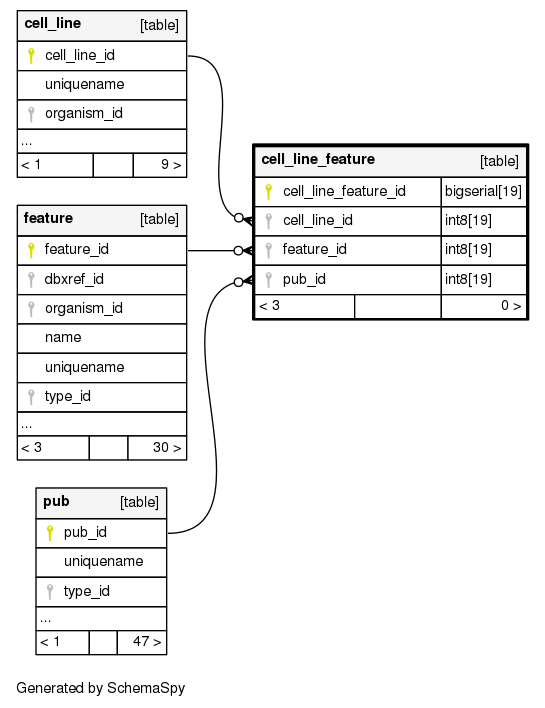 cell_line [table]
cell_line_id
uniquename
organism_id
...
< 1 9 >
cell_line_feature [table]
cell_line_feature_id bigserial[19]
cell_line_id int8[19]
feature_id int8[19]
pub_id int8[19]
< 3 0 >
feature [table]
feature_id
dbxref_id
organism_id
name
uniquename
type_id
...
< 3 30 >
pub [table]
pub_id
uniquename
type_id
...
< 1 47 >
Generated by SchemaSpy